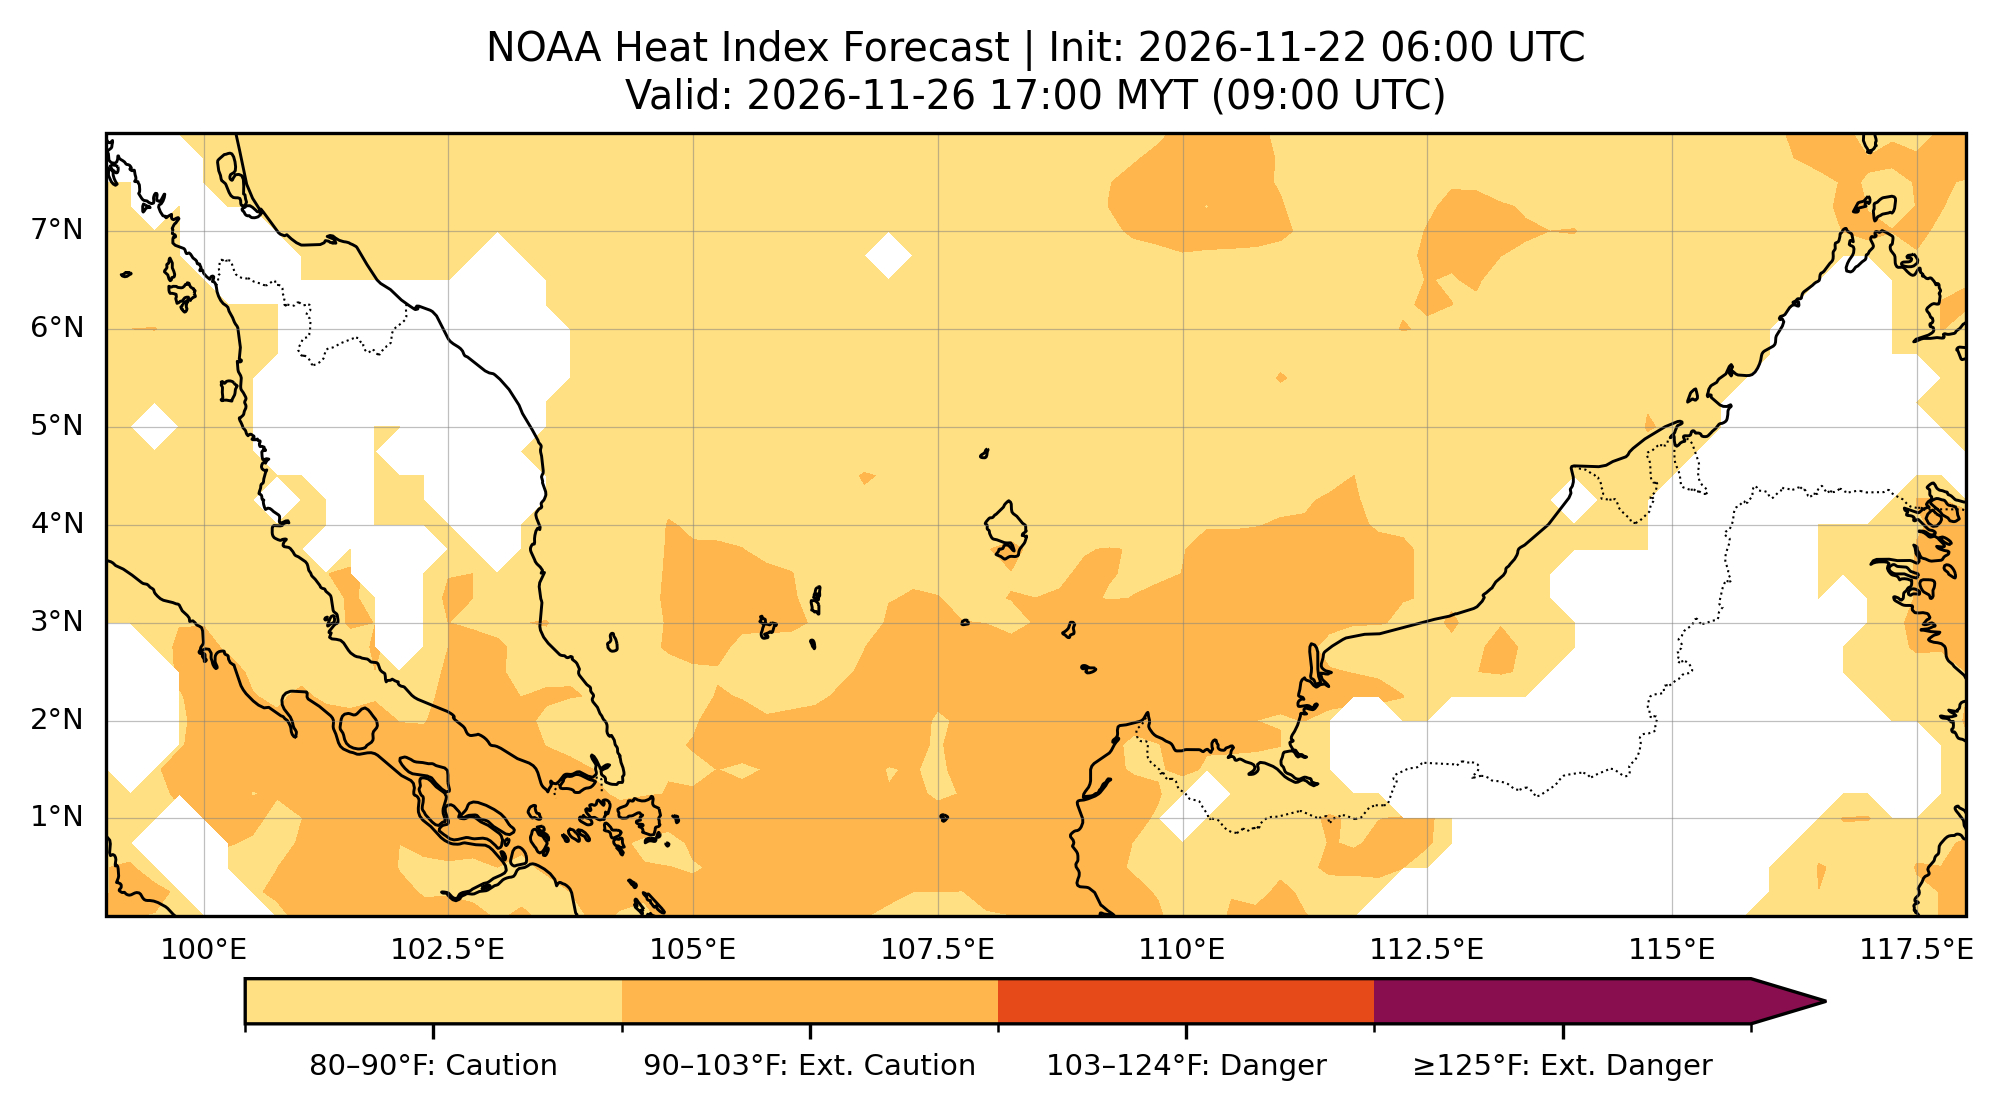 NOAA Heat Index Forecast | Init: 2026-11-22 06:00 UTC
Valid: 2026-11-26 17:00 MYT (09:00 UTC)
7°N
6°N
5°N
4°N
3°N
2°N
1°N
100°E
102.5°E
105°E
107.5°E
110°E
112.5°E
115°E
117.5°E
80–90°F: Caution
90–103°F: Ext. Caution
103–124°F: Danger
≥125°F: Ext. Danger